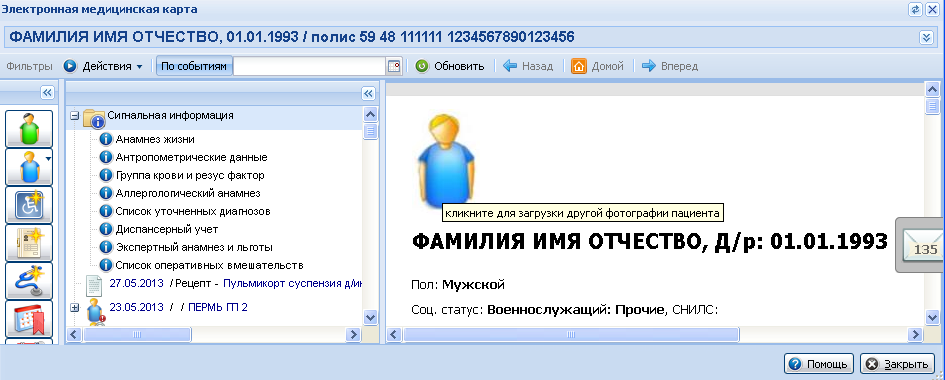 Электронная медицинская карта
ФАМИЛИЯ ИМЯ ОТЧЕСТВО, 01.01.1993 / полис 59 48 111111 1234567890123456
Фильтры Действия По событиям Обновить Назад Домой Вперед
Сигнальная информация
Анамнез жизни
Антропометрические данные
Группа крови и резус фактор
Аллергологический анамнез
Список уточненных диагнозов
Диспансерный учет
Экспертный анамнез и льготы
Список оперативных вмешательств
27.05.2013 / Рецепт - Пульмикорт суспензия д/ин
23.05.2013 / / ПЕРМЬ ГП 2
кликните для загрузки другой фотографии пациента
ФАМИЛИЯ ИМЯ ОТЧЕСТВО, Д/р: 01.01.1993
135
Пол: Мужской
Соц. статус: Военнослужащий: Прочие, СНИЛС:
Помощь Закрыть